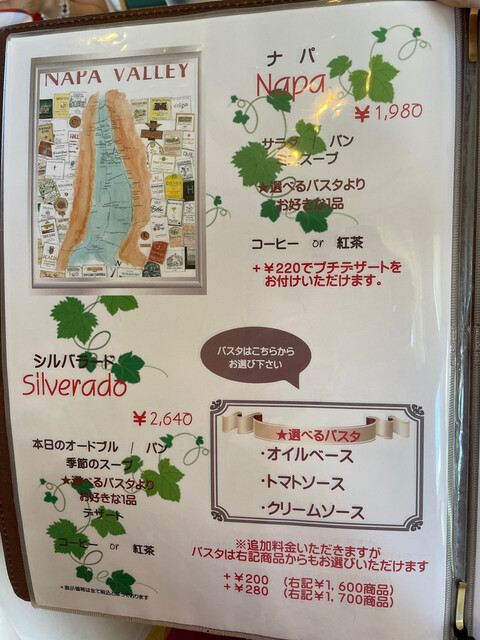 NAPA VALLEY
ナパ
Napa
¥1,980
サラダ / パン
スープ
★選べるパスタより
お好きな1品
コーヒー or 紅茶
+¥220でプチデザートを
お付けいただけます。
シルバラード
Silverado
¥2,640
本日のオードブル / パン
季節のスープ
★選べるパスタより
お好きな1品
デザート
コーヒー or 紅茶
パスタはこちらから
お選び下さい
★選べるパスタ
・オイルベース
・トマトソース
・クリームソース
※追加料金いただきますが
パスタは右記商品からもお選びいただけます
+¥200 (右記¥1,600商品)
+¥280 (右記¥1,700商品)